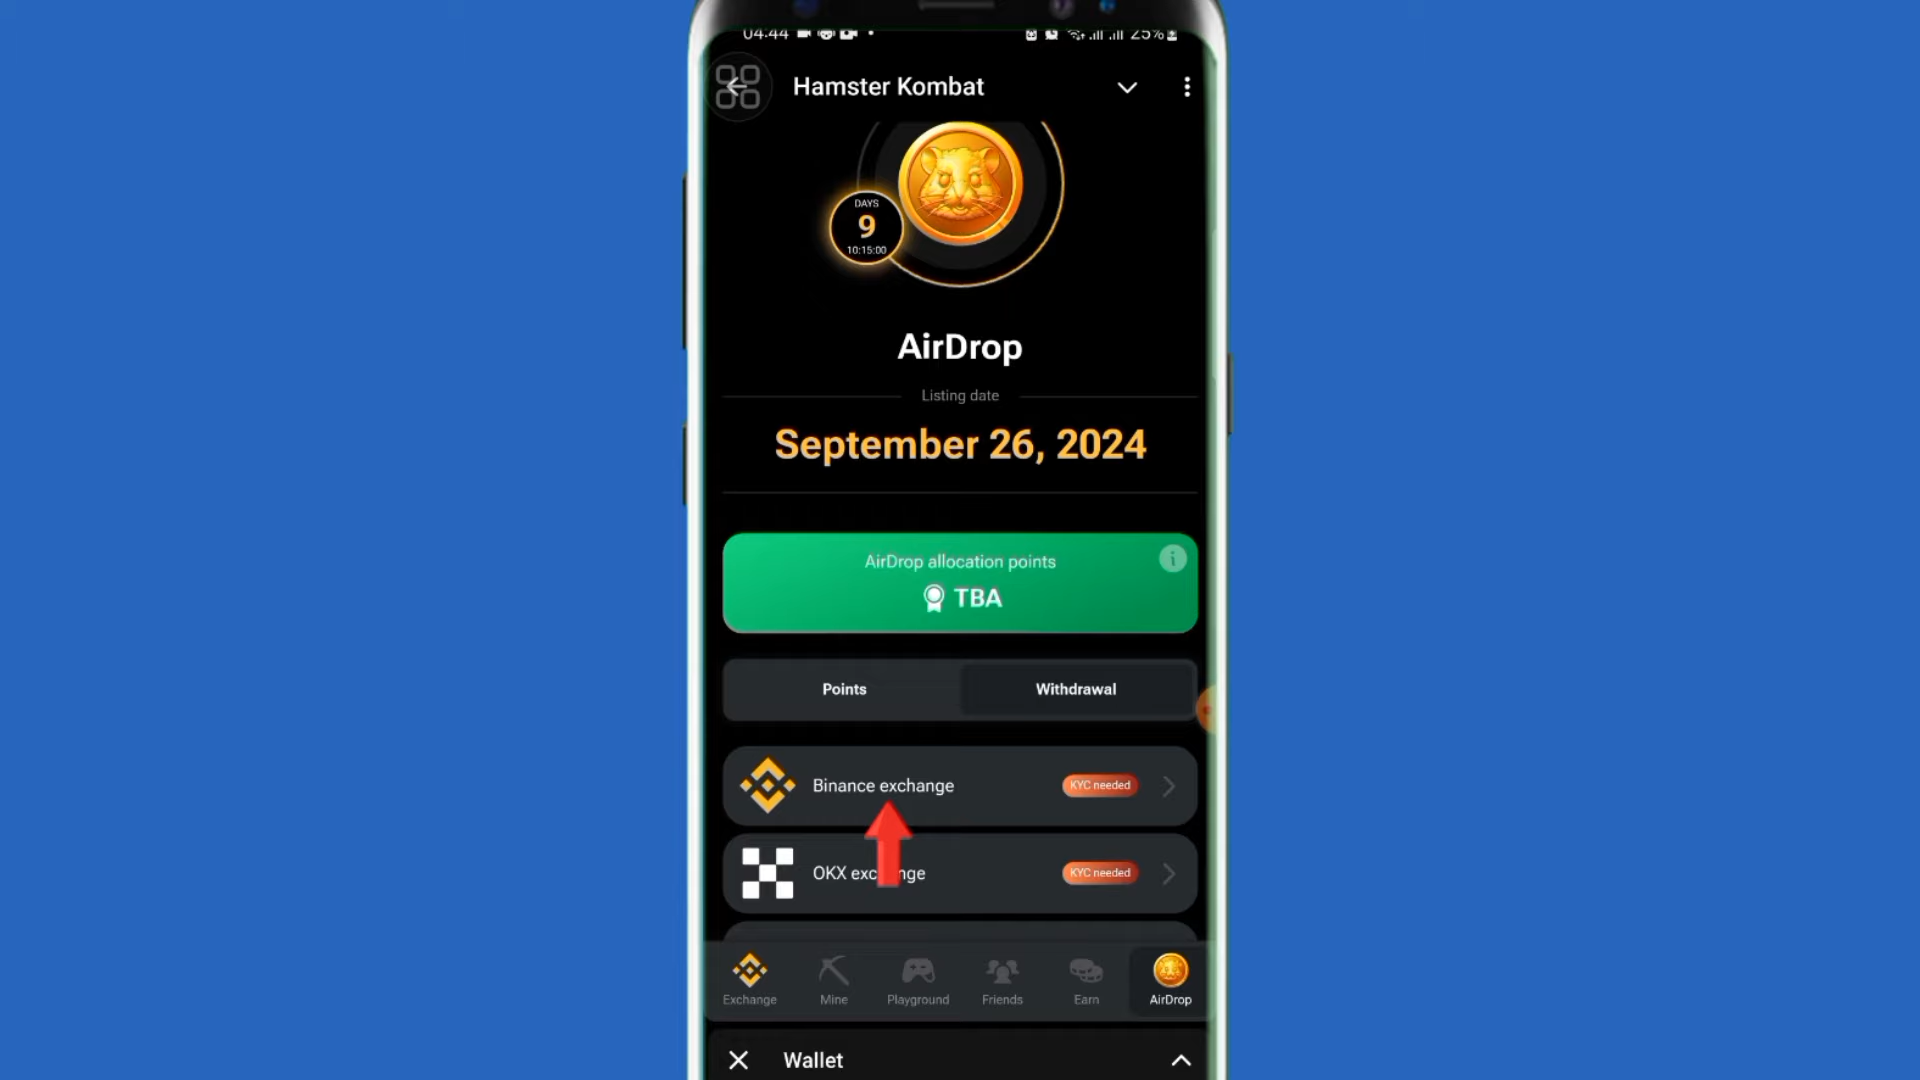 04:44
25%
Hamster Kombat
DAYS
9
10:15:00
AirDrop
Listing date
September 26, 2024
AirDrop allocation points
TBA
Points
Withdrawal
Binance exchange
KYC needed
OKX exchange
KYC needed
Exchange
Mine
Playground
Friends
Earn
AirDrop
Wallet